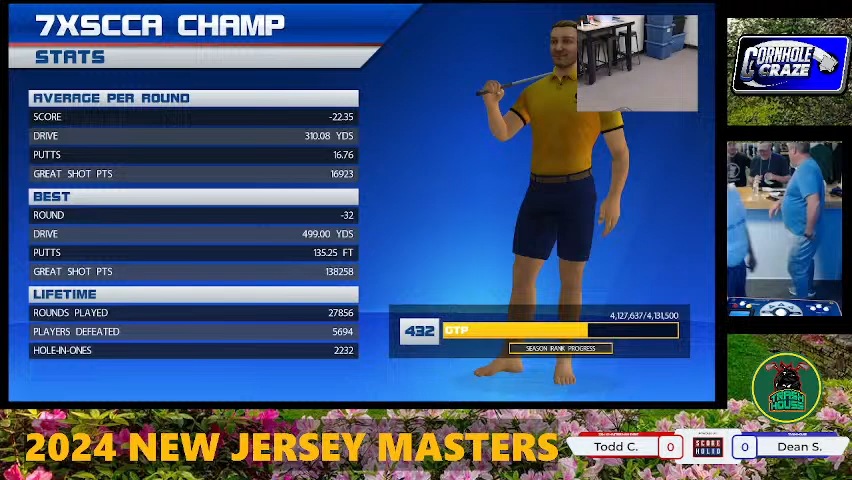 7XSCCA CHAMP
STATS
AVERAGE PER ROUND
SCORE -22.35
DRIVE 310.08 YDS
PUTTS 16.76
GREAT SHOT PTS 16923
BEST
ROUND -32
DRIVE 499.00 YDS
PUTTS 135.25 FT
GREAT SHOT PTS 138258
LIFETIME
ROUNDS PLAYED 27856
PLAYERS DEFEATED 5694
HOLE-IN-ONES 2232
4,127,637/4,131,500
432 GTP
SEASON RANK PROGRESS
CORNHOLE
CRAZE
TRASH
HOUSE
2024 NEW JERSEY MASTERS
Todd C. 0
SCORE
HOLIO
0 Dean S.